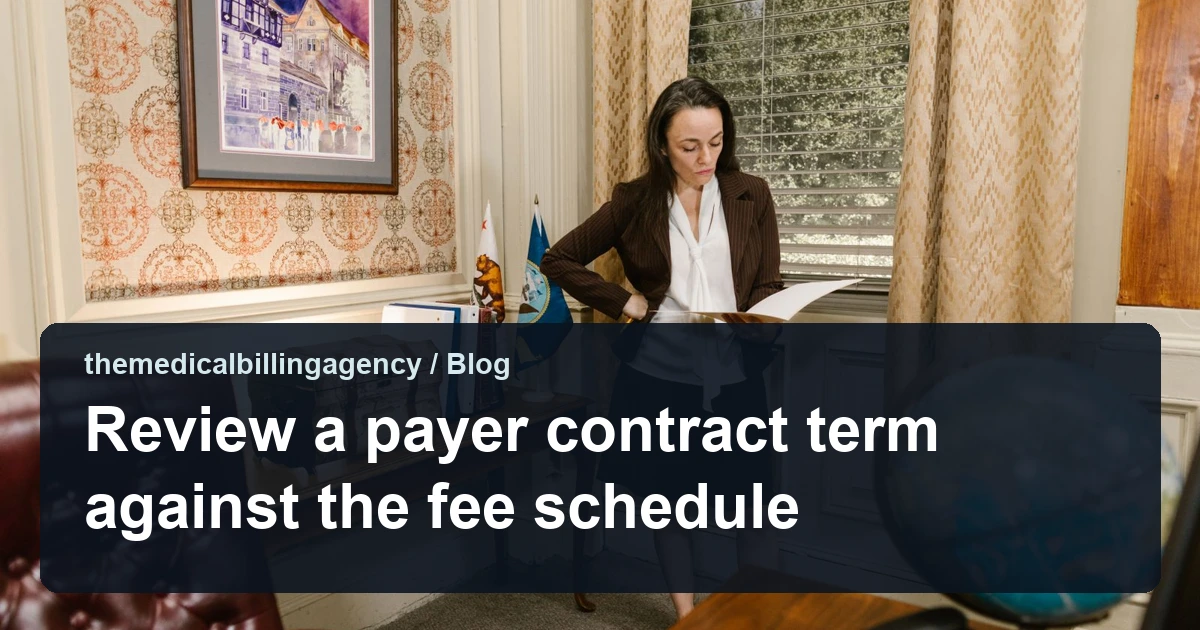 themedicalbillingagency / Blog
Review a payer contract term
against the fee schedule